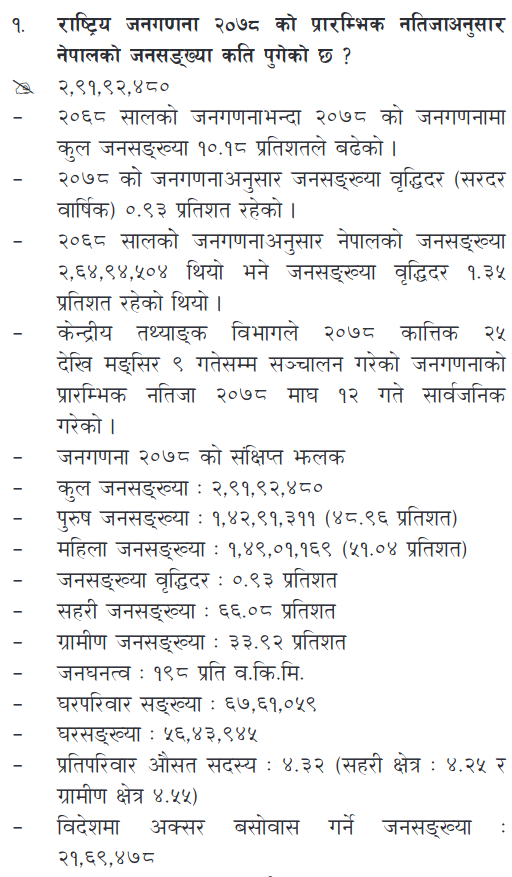 १. राष्ट्रिय जनगणना २०७८ को प्रारम्भिक नतिजाअनुसार
नेपालको जनसङ्ख्या कति पुगेको छ ?
२,९१,९२,४८०
– २०६८ सालको जनगणनाभन्दा २०७८ को जनगणनामा
कुल जनसङ्ख्या १०.१८ प्रतिशतले बढेको ।
– २०७८ को जनगणनाअनुसार जनसङ्ख्या वृद्धिदर (सरदर
वार्षिक) ०.९३ प्रतिशत रहेको ।
– २०६८ सालको जनगणनाअनुसार नेपालको जनसङ्ख्या
२,६४,९४,५०४ थियो भने जनसङ्ख्या वृद्धिदर १.३५
प्रतिशत रहेको थियो ।
– केन्द्रीय तथ्याङ्क विभागले २०७८ कात्तिक २५
देखि मङ्सिर ९ गतेसम्म सञ्चालन गरेको जनगणनाको
प्रारम्भिक नतिजा २०७८ माघ १२ गते सार्वजनिक
गरेको ।
– जनगणना २०७८ को संक्षिप्त झलक
– कुल जनसङ्ख्या : २,९१,९२,४८०
– पुरुष जनसङ्ख्या : १,४२,९१,३११ (४८.९६ प्रतिशत)
– महिला जनसङ्ख्या : १,४९,०१,१६९ (५१.०४ प्रतिशत)
– जनसङ्ख्या वृद्धिदर : ०.९३ प्रतिशत
– सहरी जनसङ्ख्या : ६६.०८ प्रतिशत
– ग्रामीण जनसङ्ख्या : ३३.९२ प्रतिशत
– जनघनत्व : १९८ प्रति व.कि.मि.
– घरपरिवार सङ्ख्या : ६७,६१,०५९
– घरसङ्ख्या : ५६,४३,९४५
– प्रतिपरिवार औसत सदस्य : ४.३२ (सहरी क्षेत्र : ४.२५ र
ग्रामीण क्षेत्र ४.५५)
– विदेशमा अक्सर बसोवास गर्ने जनसङ्ख्या :
२१,६९,४७८